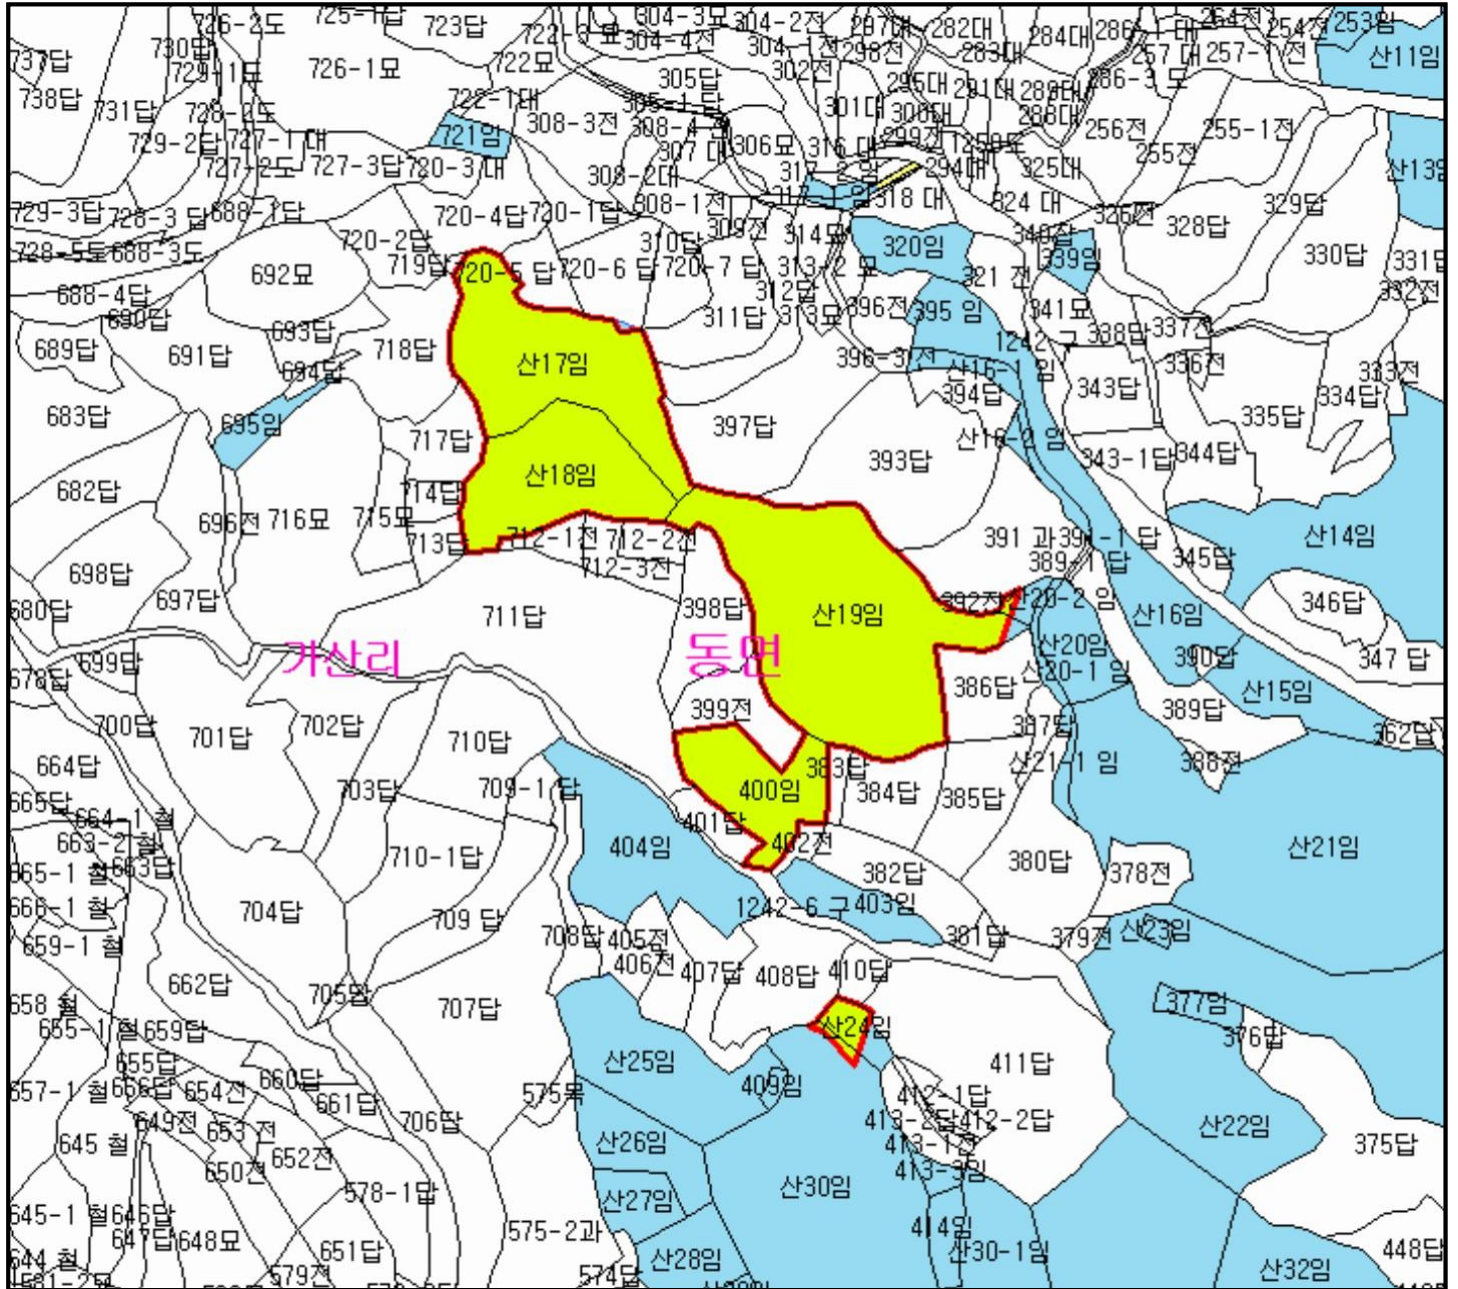 726-2도
725-1답
723답
722-3 묘
304-3묘
304-2전
297대
282대
284대
286-1 대
264전
254전
253임
737답
730답
729-1묘
726-1묘
722묘
304-4전
304-1전
298전
283대
257 대
257-1전
산11임
738답
731답
728-2도
722-1대
305답
302전
295대
291대
289대
286-3 도
729-2답
727-1 대
721임
308-3전
305-1 답
308-4전
301대
300대
288대
256전
255-1전
727-2도
727-3답
720-3대
307 대
306묘
316 대
299전
1250도
255전
산13임
308-2대
317-2 임
294대
325대
729-3답
728-3 답
688-1답
720-4답
720-1답
308-1전
309전
317-1 임
318 대
324 대
326전
328답
329답
728-5도
688-3도
720-2답
719답
310답
314묘
320임
340잡
330답
331답
692묘
720-5 답
720-6 답
720-7 답
313-2 묘
321 전
339임
332전
688-4답
690답
693답
312답
313묘
311답
396전
395 임
341묘
338답
337전
689답
691답
694답
718답
산17임
396-3 전
1242 구
산16-1 임
336전
333전
683답
695임
717답
397답
394답
343답
335답
334답
682답
696전
716묘
715묘
714답
산18임
393답
산16-2 임
343-1답
344답
698답
713답
712-1전
712-2전
712-3전
391 과
391-1 답
389-1 답
345답
산14임
680답
697답
711답
398답
산19임
392전
산20-2 임
산16임
346답
699답
가산리
동면
산20임
390답
347 답
678답
산20-1 임
산15임
700답
701답
702답
710답
399전
386답
387답
389답
362답
664답
703답
709-1 답
400임
383답
384답
385답
산21-1 임
388전
665답
664-1 철
663-2 철
401답
402전
404임
710-1답
665-1 철
663답
382답
380답
378전
산21임
666-1 철
704답
709 답
1242-6 구
403임
659-1 철
708답
405전
381답
379전
산23임
662답
705답
707답
406전
407답
408답
410답
377임
658 철
655-1 철
659답
산24임
376답
655답
산25임
411답
657-1 철
656답
654전
660답
661답
706답
575목
409임
412-1답
649전
653 전
413-2답
412-2답
산22임
645 철
652전
산26임
413-1전
375답
650전
578-1답
산27임
산30임
413-3임
645-1 철
646답
647답
648묘
651답
575-2과
414임
산30-1임
448답
644 철
579전
574답
산28임
산32임